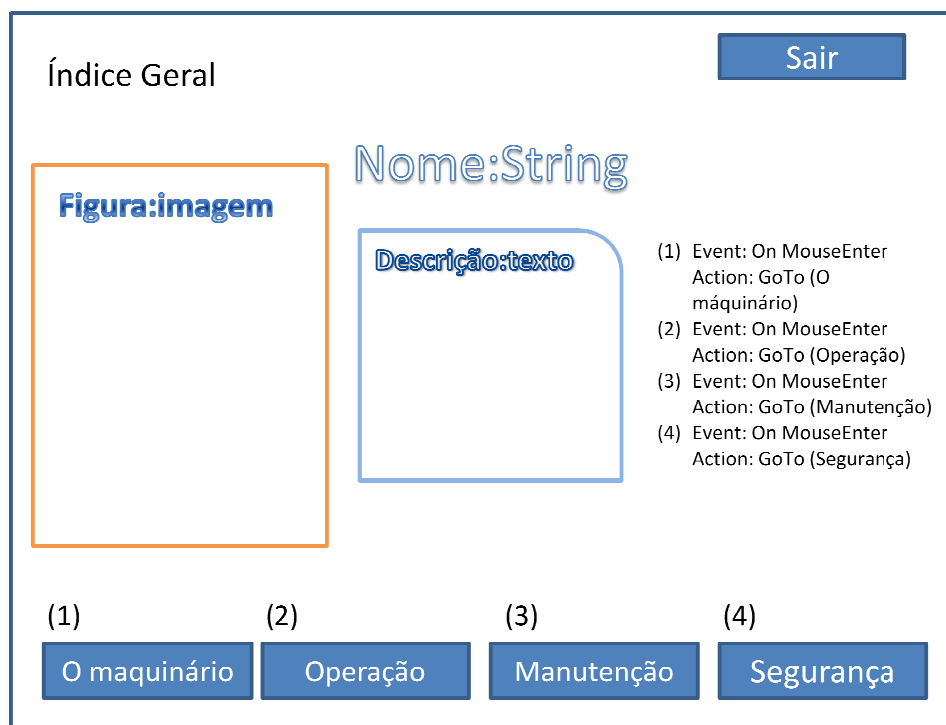 Índice Geral
Sair
Nome:String
Figura:imagem
Descrição:texto
(1) Event: On MouseEnter
Action: GoTo (O
máquinário)
(2) Event: On MouseEnter
Action: GoTo (Operação)
(3) Event: On MouseEnter
Action: GoTo (Manutenção)
(4) Event: On MouseEnter
Action: GoTo (Segurança)
(1) (2) (3) (4)
O maquinário Operação Manutenção Segurança